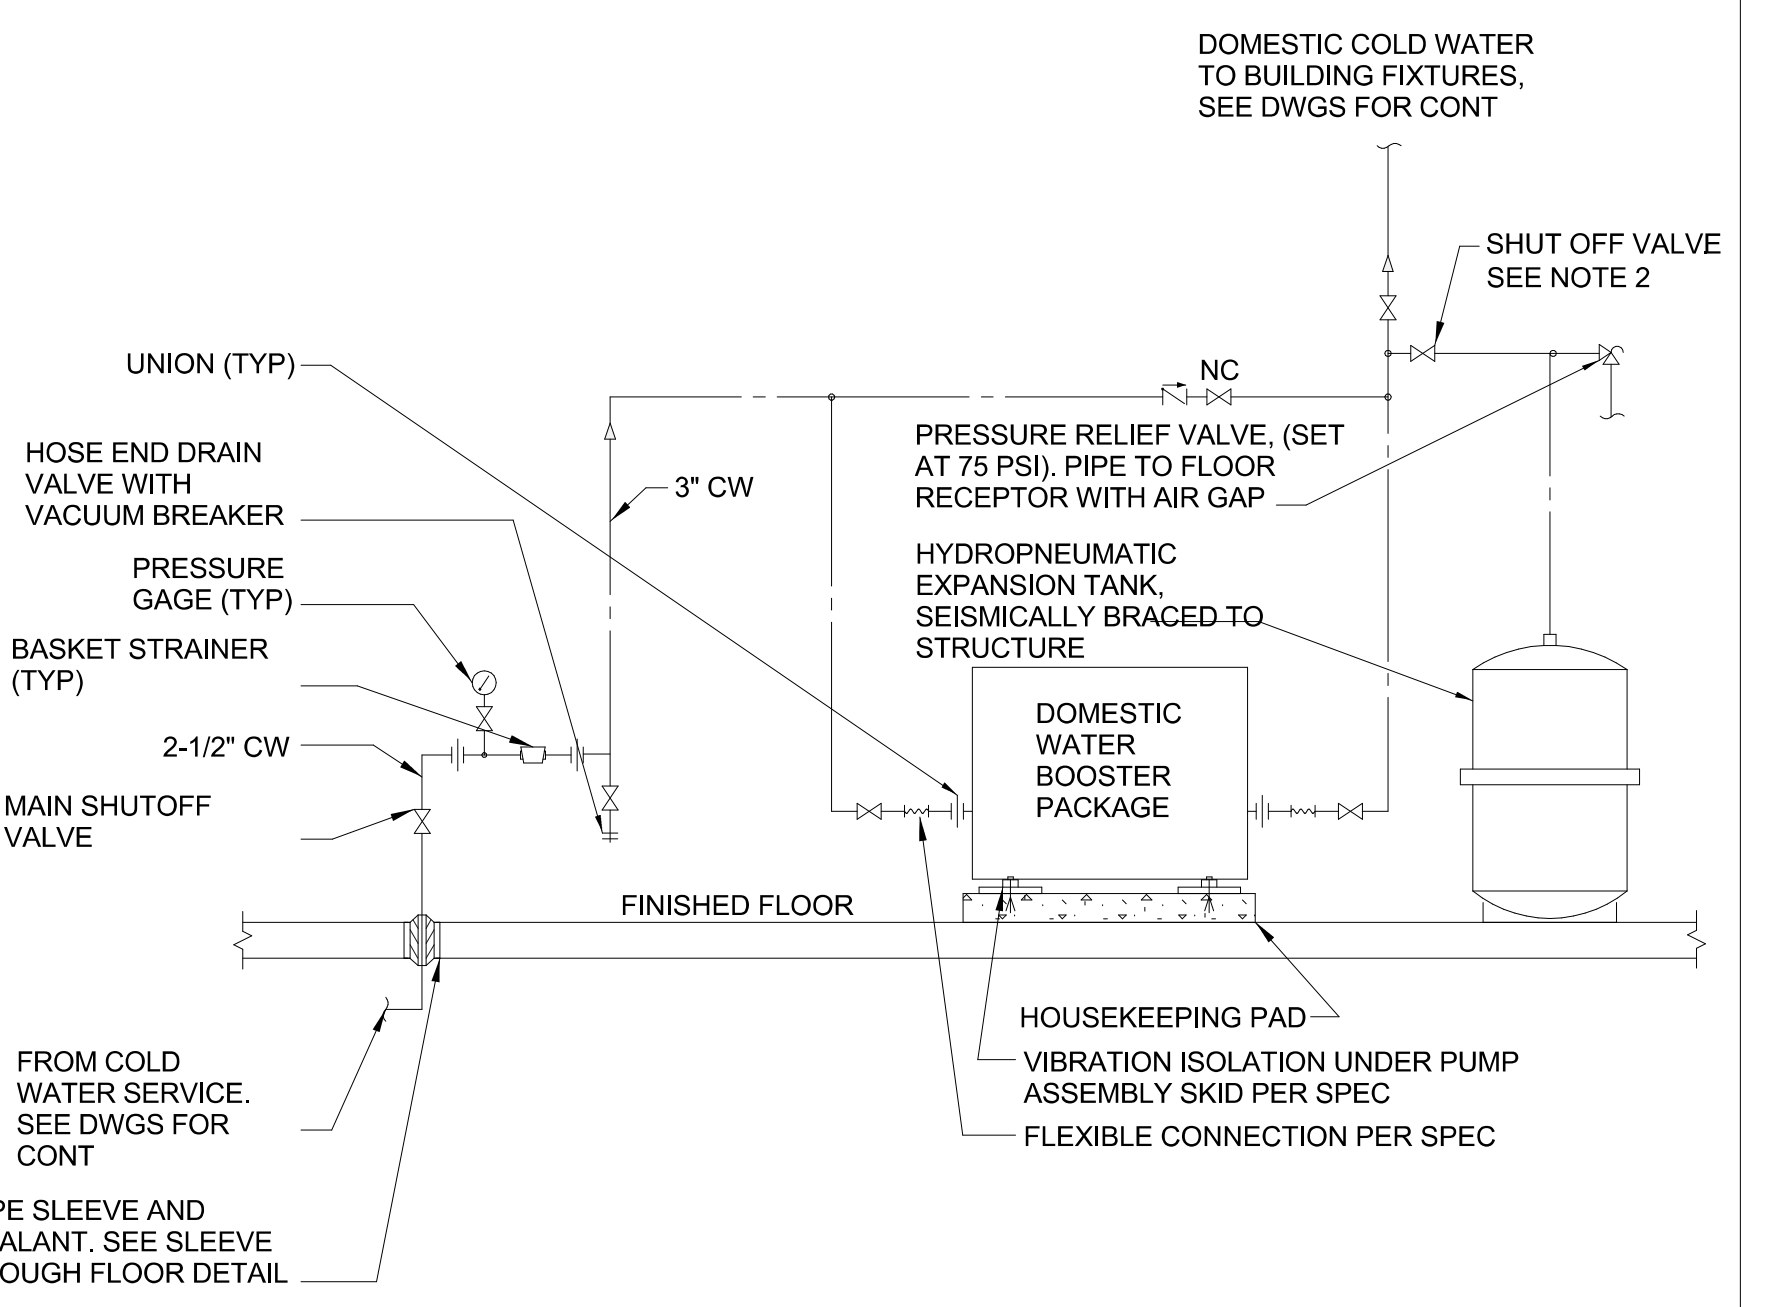 DOMESTIC COLD WATER
TO BUILDING FIXTURES,
SEE DWGS FOR CONT
SHUT OFF VALVE
SEE NOTE 2
UNION (TYP)
NC
HOSE END DRAIN
VALVE WITH
VACUUM BREAKER
3" CW
PRESSURE RELIEF VALVE, (SET
AT 75 PSI). PIPE TO FLOOR
RECEPTOR WITH AIR GAP
PRESSURE
GAGE (TYP)
HYDROPNEUMATIC
EXPANSION TANK,
SEISMICALLY BRACED TO
STRUCTURE
BASKET STRAINER
(TYP)
2-1/2" CW
DOMESTIC
WATER
BOOSTER
PACKAGE
MAIN SHUTOFF
VALVE
FINISHED FLOOR
HOUSEKEEPING PAD
VIBRATION ISOLATION UNDER PUMP
ASSEMBLY SKID PER SPEC
FLEXIBLE CONNECTION PER SPEC
FROM COLD
WATER SERVICE.
SEE DWGS FOR
CONT
PE SLEEVE AND
ALANT. SEE SLEEVE
OUGH FLOOR DETAIL